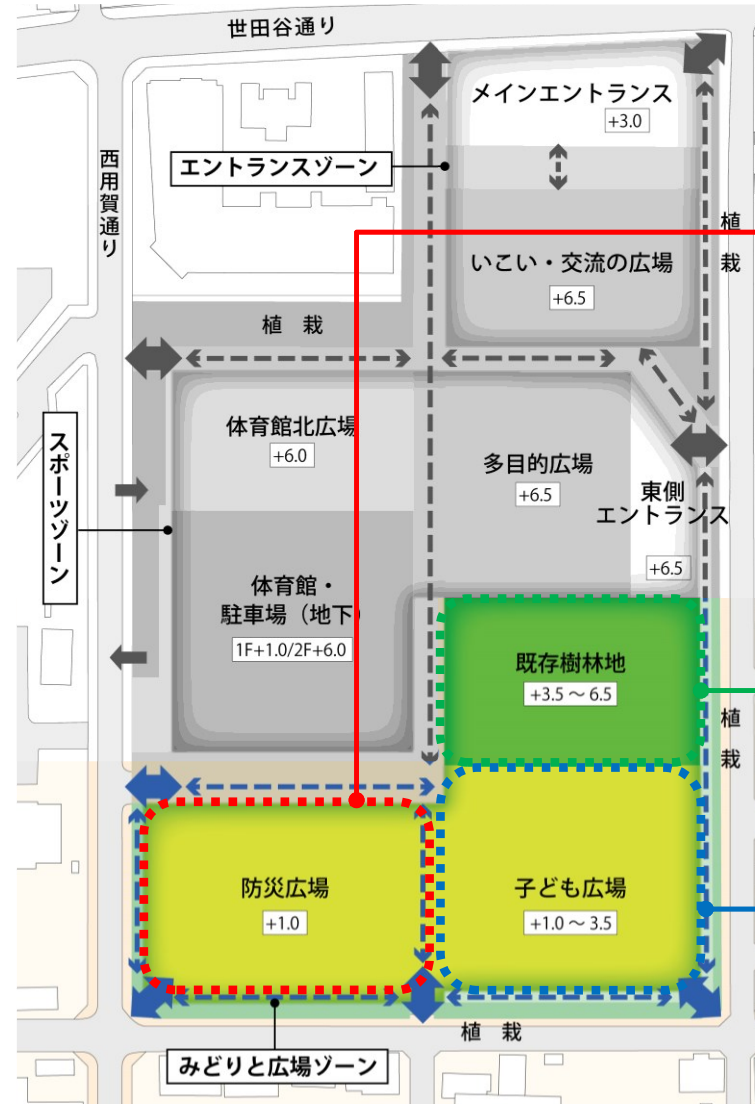 世田谷通り
メインエントランス
+3.0
エントランスゾーン
西用賀通り
植栽
いこい・交流の広場
+6.5
植 栽
体育館北広場
+6.0
スポーツゾーン
多目的広場
+6.5
東側
エントランス
+6.5
体育館・
駐車場（地下）
1F+1.0/2F+6.0
既存樹林地
+3.5～6.5
植栽
防災広場
+1.0
子ども広場
+1.0～3.5
植 栽
みどりと広場ゾーン